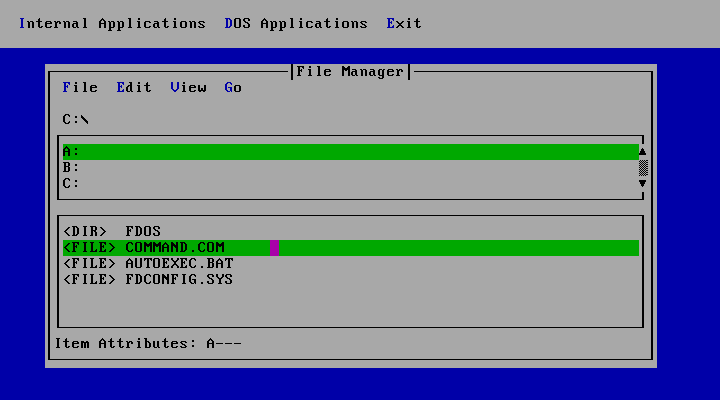 Internal Applications  DOS Applications  Exit
File Manager
File  Edit  View  Go
C:\
A:
B:
C:
<DIR>  FDOS
<FILE> COMMAND.COM
<FILE> AUTOEXEC.BAT
<FILE> FDCONFIG.SYS
Item Attributes: A---